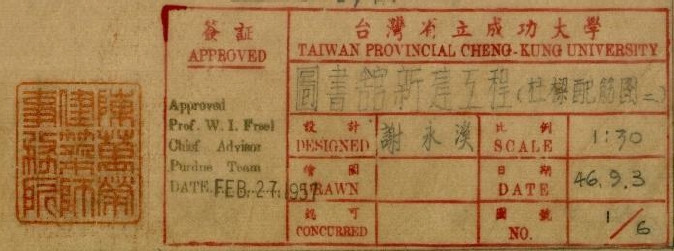 陳萬榮
建築師
事務所
簽証
APPROVED
Approved
Prof. W. I. Freel
Chief Advisor
Purdue Team
DATE FEB 27 1957
台灣省立成功大學
TAIWAN PROVINCIAL CHENG-KUNG UNIVERSITY
圖書館新建工程(柱樑配筋圖二)
設計
DESIGNED
謝永溪
比例
SCALE
1:30
繪圖
DRAWN
日期
DATE
46.9.3
認可
CONCURRED
圖號
NO.
1/6